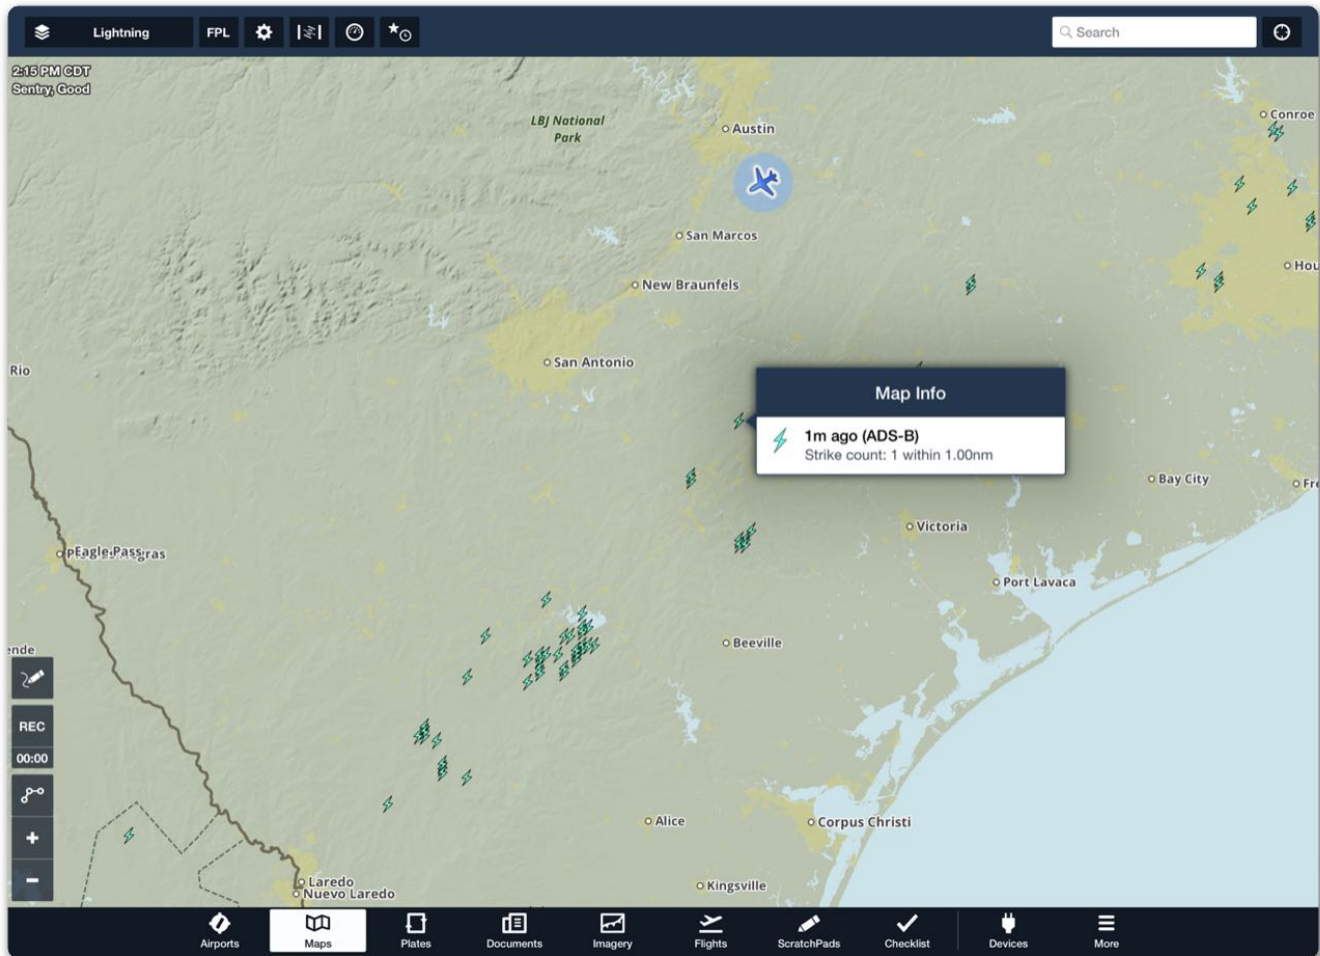 Lightning
FPL
Search
2:15 PM CDT
Sentry, Good
LBJ National
Park
Austin
Conroe
San Marcos
Hou
New Braunfels
San Antonio
Rio
Map Info
1m ago (ADS-B)
Strike count: 1 within 1.00nm
Bay City
Fre
Victoria
Eagle Pass
Port Lavaca
Beeville
ende
REC
00:00
Alice
Corpus Christi
Laredo
Nuevo Laredo
Kingsville
Airports
Maps
Plates
Documents
Imagery
Flights
ScratchPads
Checklist
Devices
More